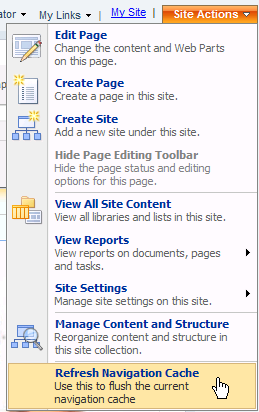 My Links
My Site
Site Actions
Edit Page
Change the content and Web Parts
on this page.
Create Page
Create a page in this site.
Create Site
Add a new site under this site.
Hide Page Editing Toolbar
Hide the page status and editing
options for this page.
View All Site Content
View all libraries and lists in this site.
View Reports
View reports on documents, pages
and tasks.
Site Settings
Manage site settings on this site.
Manage Content and Structure
Reorganize content and structure in
this site collection.
Refresh Navigation Cache
Use this to flush the current
navigation cache